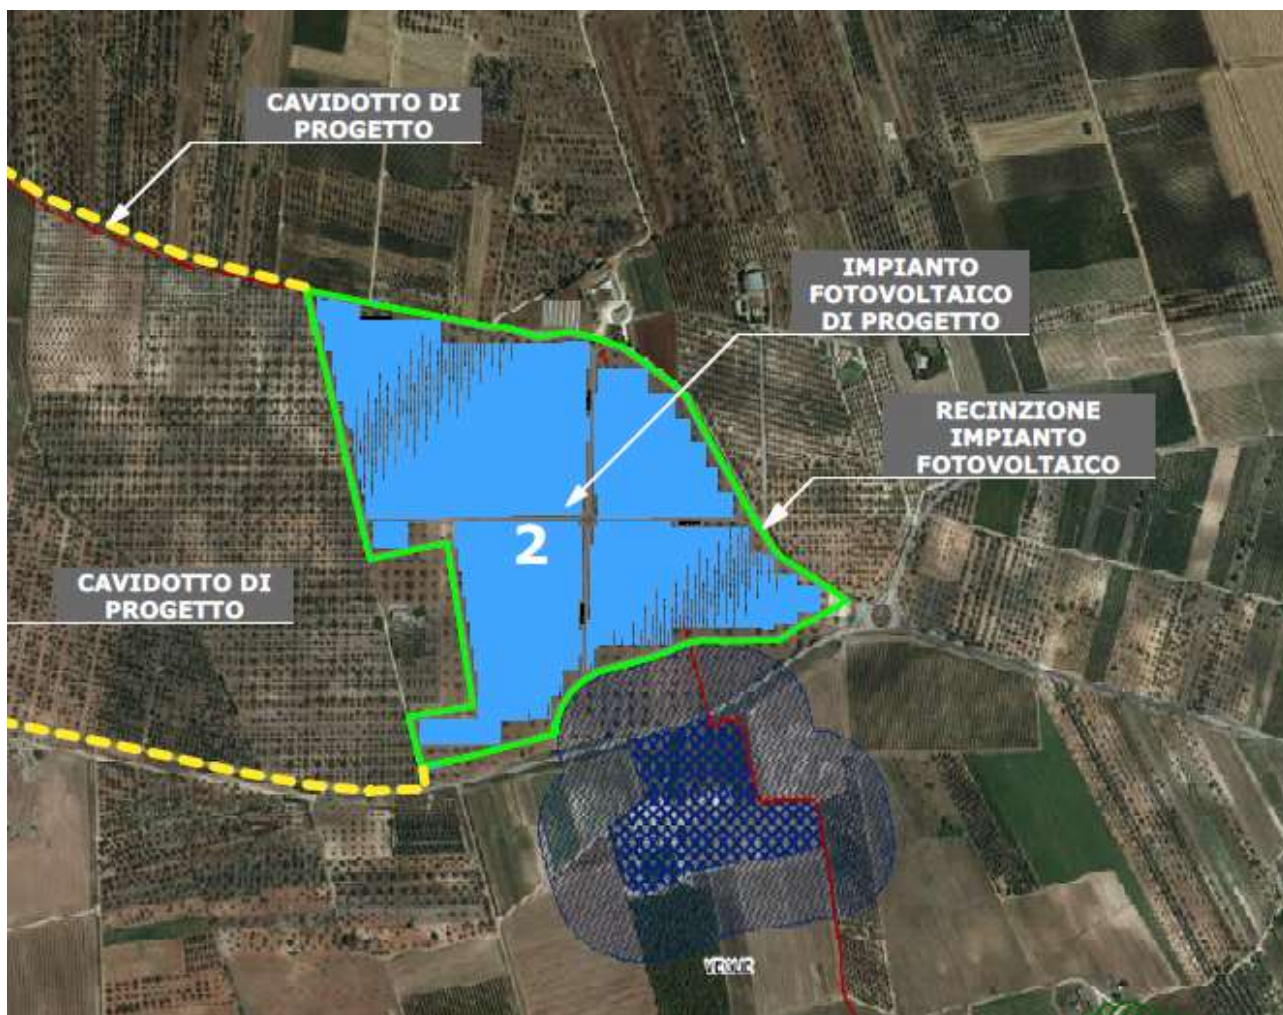 CAVIDOTTO DI
PROGETTO
IMPIANTO
FOTOVOLTAICO
DI PROGETTO
RECINZIONE
IMPIANTO
FOTOVOLTAICO
2
CAVIDOTTO DI
PROGETTO